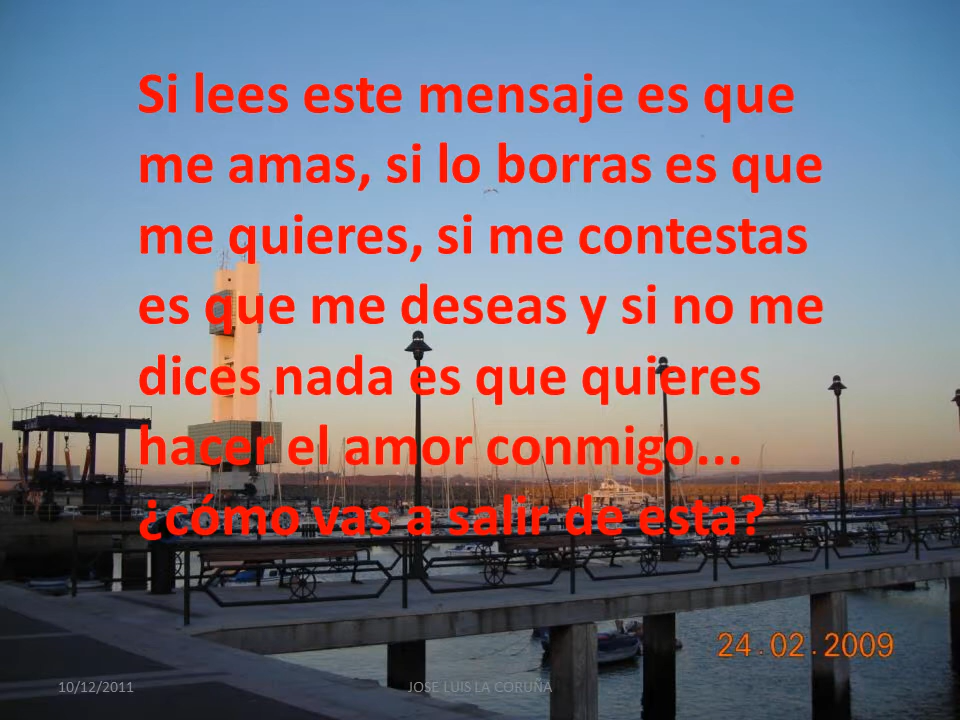 Si lees este mensaje es que
me amas, si lo borras es que
me quieres, si me contestas
es que me deseas y si no me
dices nada es que quieres
hacer el amor conmigo...
¿cómo vas a salir de esta?
24.02.2009
10/12/2011
JOSE LUIS LA CORUÑA